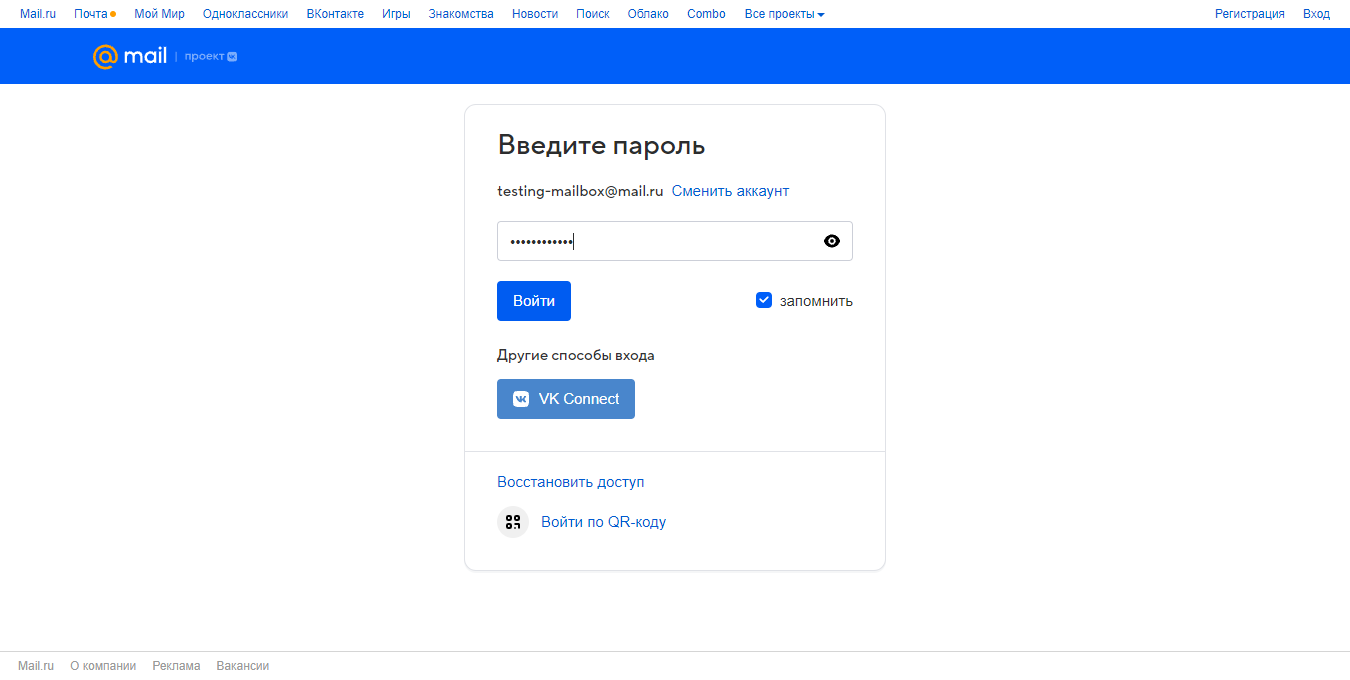 Mail.ru Почта Мой Мир Одноклассники ВКонтакте Игры Знакомства Новости Поиск Облако Combo Все проекты Регистрация Вход
@mail | проект
Введите пароль
testing-mailbox@mail.ru Сменить аккаунт
••••••••••••
Войти запомнить
Другие способы входа
VK Connect
Восстановить доступ
Войти по QR-коду
Mail.ru О компании Реклама Вакансии